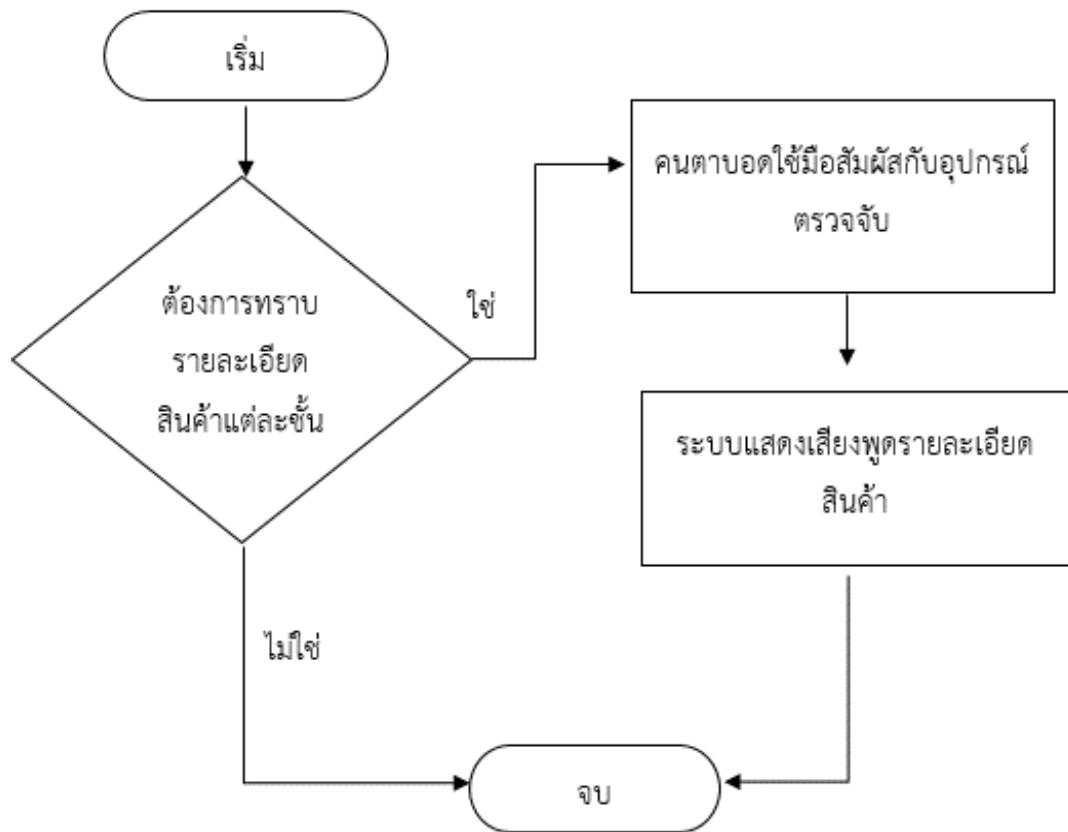 เริ่ม
ต้องการทราบ
รายละเอียด
สินค้าแต่ละชั้น
ใช่
คนตาบอดใช้มือสัมผัสกับอุปกรณ์
ตรวจจับ
ระบบแสดงเสียงพูดรายละเอียด
สินค้า
ไม่ใช่
จบ